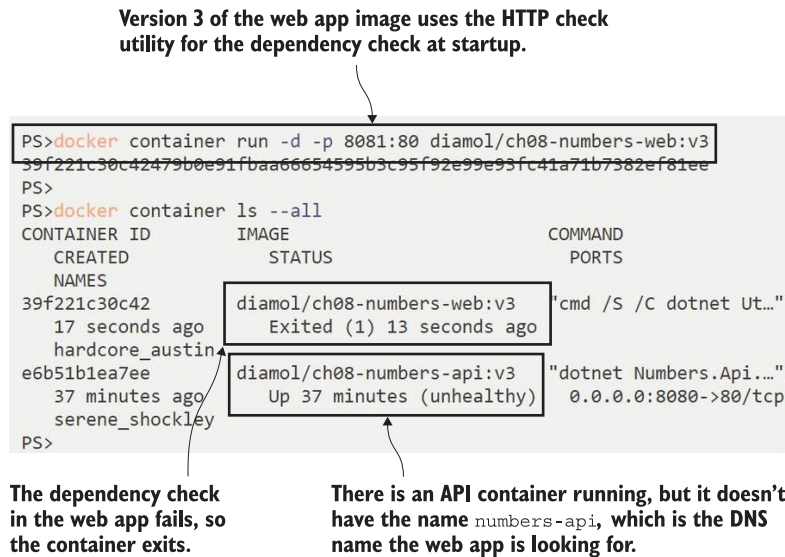 Version 3 of the web app image uses the HTTP check
utility for the dependency check at startup.
PS>docker container run -d -p 8081:80 diamol/ch08-numbers-web:v3
39f221c30c42479b0e91fbaa66654595b3c95f92e99e93fc41a71b7382ef81ee
PS>
PS>docker container ls --all
CONTAINER ID IMAGE COMMAND
CREATED STATUS PORTS
NAMES
39f221c30c42 diamol/ch08-numbers-web:v3 "cmd /S /C dotnet Ut…"
17 seconds ago Exited (1) 13 seconds ago
hardcore_austin
e6b51b1ea7ee diamol/ch08-numbers-api:v3 "dotnet Numbers.Api.…"
37 minutes ago Up 37 minutes (unhealthy) 0.0.0.0:8080->80/tcp
serene_shockley
PS>
The dependency check
in the web app fails, so
the container exits.
There is an API container running, but it doesn't
have the name numbers-api, which is the DNS
name the web app is looking for.